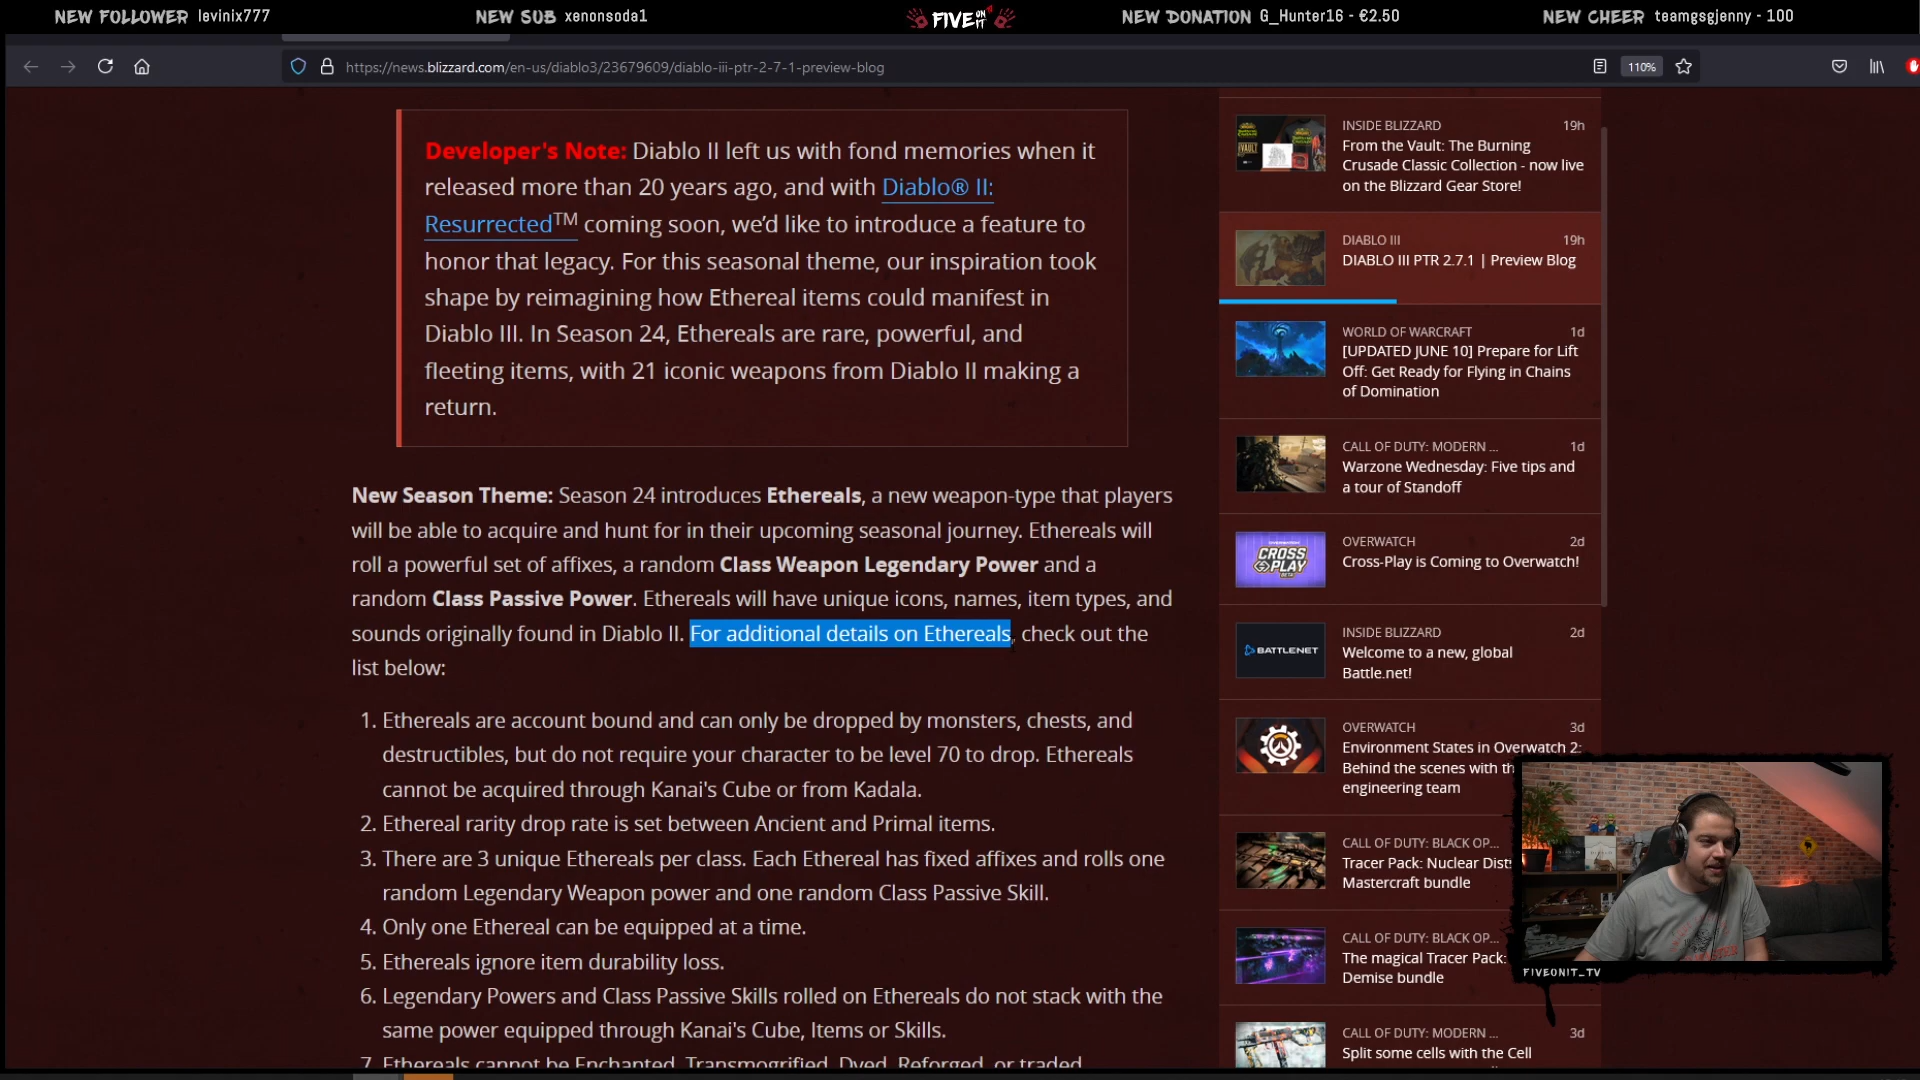 NEW FOLLOWER levinix777
NEW SUB xenonsoda1
FIVE ON IT
NEW DONATION G_Hunter16 - €2.50
NEW CHEER teamgsgjenny - 100
https://news.blizzard.com/en-us/diablo3/23679609/diablo-iii-ptr-2-7-1-preview-blog
110%
Developer's Note: Diablo II left us with fond memories when it
released more than 20 years ago, and with Diablo® II:
Resurrected™ coming soon, we'd like to introduce a feature to
honor that legacy. For this seasonal theme, our inspiration took
shape by reimagining how Ethereal items could manifest in
Diablo III. In Season 24, Ethereals are rare, powerful, and
fleeting items, with 21 iconic weapons from Diablo II making a
return.
New Season Theme: Season 24 introduces Ethereals, a new weapon-type that players
will be able to acquire and hunt for in their upcoming seasonal journey. Ethereals will
roll a powerful set of affixes, a random Class Weapon Legendary Power and a
random Class Passive Power. Ethereals will have unique icons, names, item types, and
sounds originally found in Diablo II. For additional details on Ethereals, check out the
list below:
1. Ethereals are account bound and can only be dropped by monsters, chests, and
destructibles, but do not require your character to be level 70 to drop. Ethereals
cannot be acquired through Kanai's Cube or from Kadala.
2. Ethereal rarity drop rate is set between Ancient and Primal items.
3. There are 3 unique Ethereals per class. Each Ethereal has fixed affixes and rolls one
random Legendary Weapon power and one random Class Passive Skill.
4. Only one Ethereal can be equipped at a time.
5. Ethereals ignore item durability loss.
6. Legendary Powers and Class Passive Skills rolled on Ethereals do not stack with the
same power equipped through Kanai's Cube, Items or Skills.
7. Ethereals cannot be Enchanted, Transmogrified, Dyed, Reforged, or traded
INSIDE BLIZZARD 19h
From the Vault: The Burning
Crusade Classic Collection - now live
on the Blizzard Gear Store!
DIABLO III 19h
DIABLO III PTR 2.7.1 | Preview Blog
WORLD OF WARCRAFT 1d
[UPDATED JUNE 10] Prepare for Lift
Off: Get Ready for Flying in Chains
of Domination
CALL OF DUTY: MODERN ... 1d
Warzone Wednesday: Five tips and
a tour of Standoff
CROSS
PLAY
BETA
OVERWATCH 2d
Cross-Play is Coming to Overwatch!
BATTLENET
INSIDE BLIZZARD 2d
Welcome to a new, global
Battle.net!
OVERWATCH 3d
Environment States in Overwatch 2:
Behind the scenes with th
engineering team
CALL OF DUTY: BLACK OP...
Tracer Pack: Nuclear Dist
Mastercraft bundle
CALL OF DUTY: BLACK OP...
The magical Tracer Pack:
Demise bundle
CALL OF DUTY: MODERN ... 3d
Split some cells with the Cell
FIVEONIT_TV